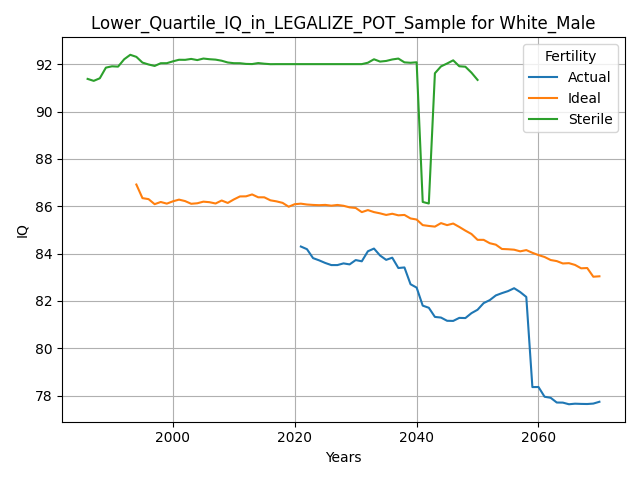 Lower_Quartile_IQ_in_LEGALIZE_POT_Sample for White_Male
Fertility
Actual
Ideal
Sterile
IQ
92
90
88
86
84
82
80
78
2000
2020
2040
2060
Years